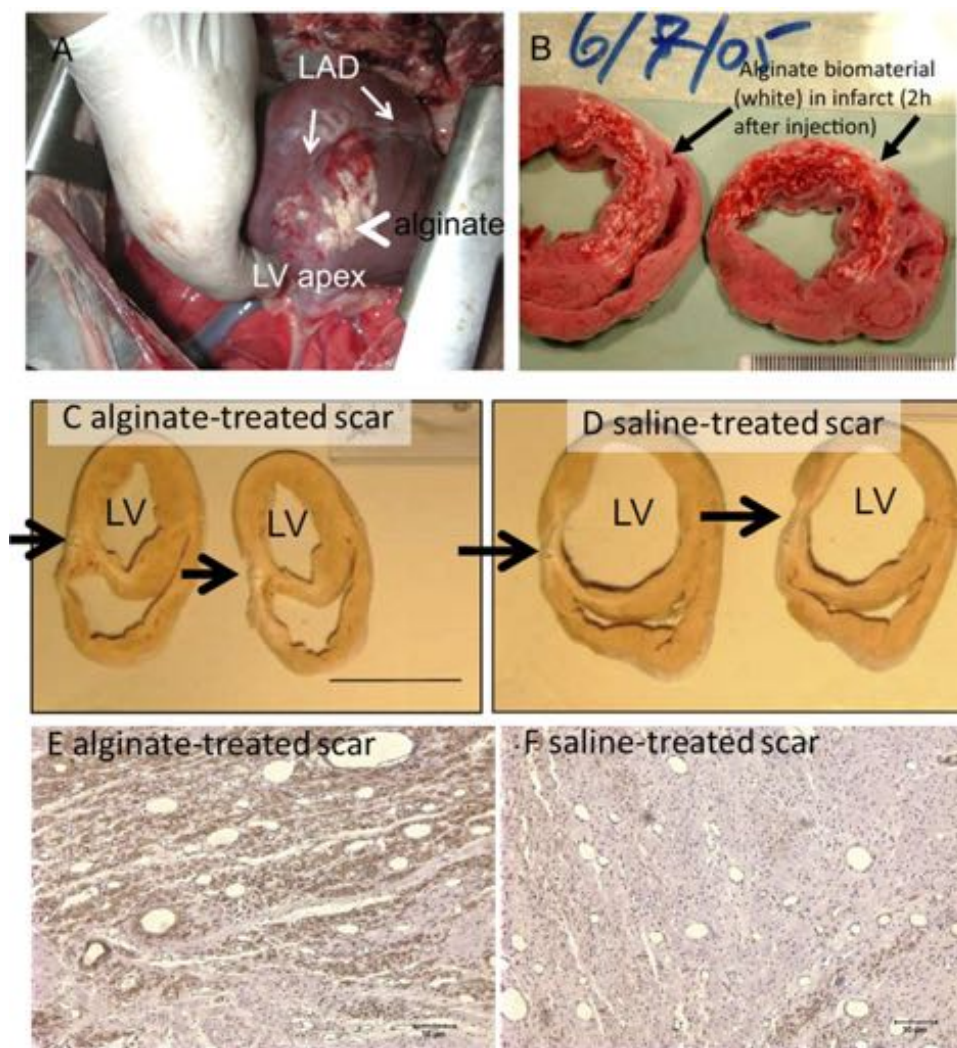 A
LAD
alginate
LV apex
B
6/7/05
Alginate biomaterial
(white) in infarct (2h
after injection)
C alginate-treated scar
LV
LV
D saline-treated scar
LV
LV
E alginate-treated scar
F saline-treated scar